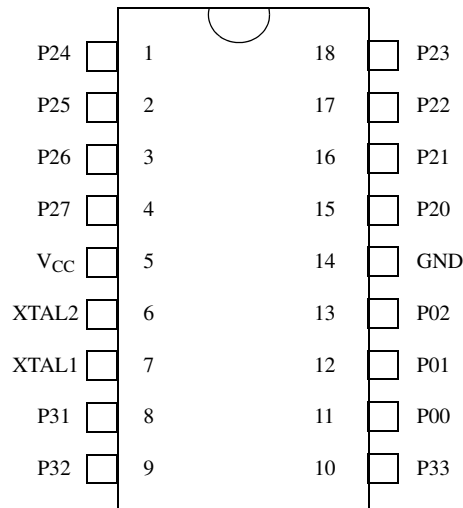 P24 1 18 P23
P25 2 17 P22
P26 3 16 P21
P27 4 15 P20
VCC 5 14 GND
XTAL2 6 13 P02
XTAL1 7 12 P01
P31 8 11 P00
P32 9 10 P33